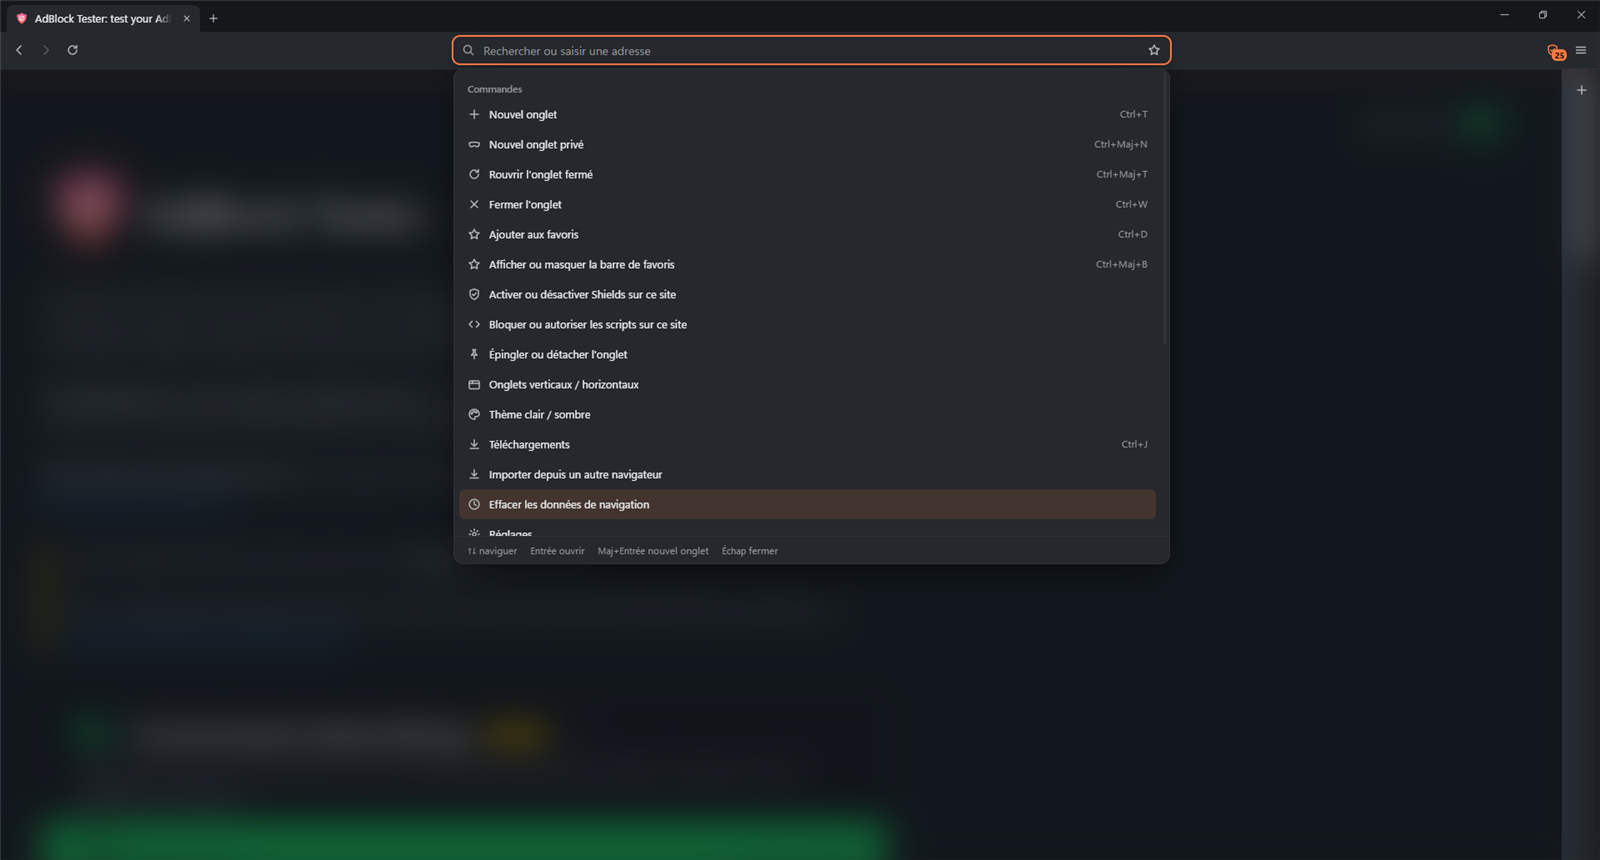 AdBlock Tester: test your Ad
Rechercher ou saisir une adresse
25
Commandes
Nouvel onglet Ctrl+T
Nouvel onglet privé Ctrl+Maj+N
Rouvrir l'onglet fermé Ctrl+Maj+T
Fermer l'onglet Ctrl+W
Ajouter aux favoris Ctrl+D
Afficher ou masquer la barre de favoris Ctrl+Maj+B
Activer ou désactiver Shields sur ce site
Bloquer ou autoriser les scripts sur ce site
Épingler ou détacher l'onglet
Onglets verticaux / horizontaux
Thème clair / sombre
Téléchargements Ctrl+J
Importer depuis un autre navigateur
Effacer les données de navigation
Réglages
↑↓ naviguer Entrée ouvrir Maj+Entrée nouvel onglet Échap fermer